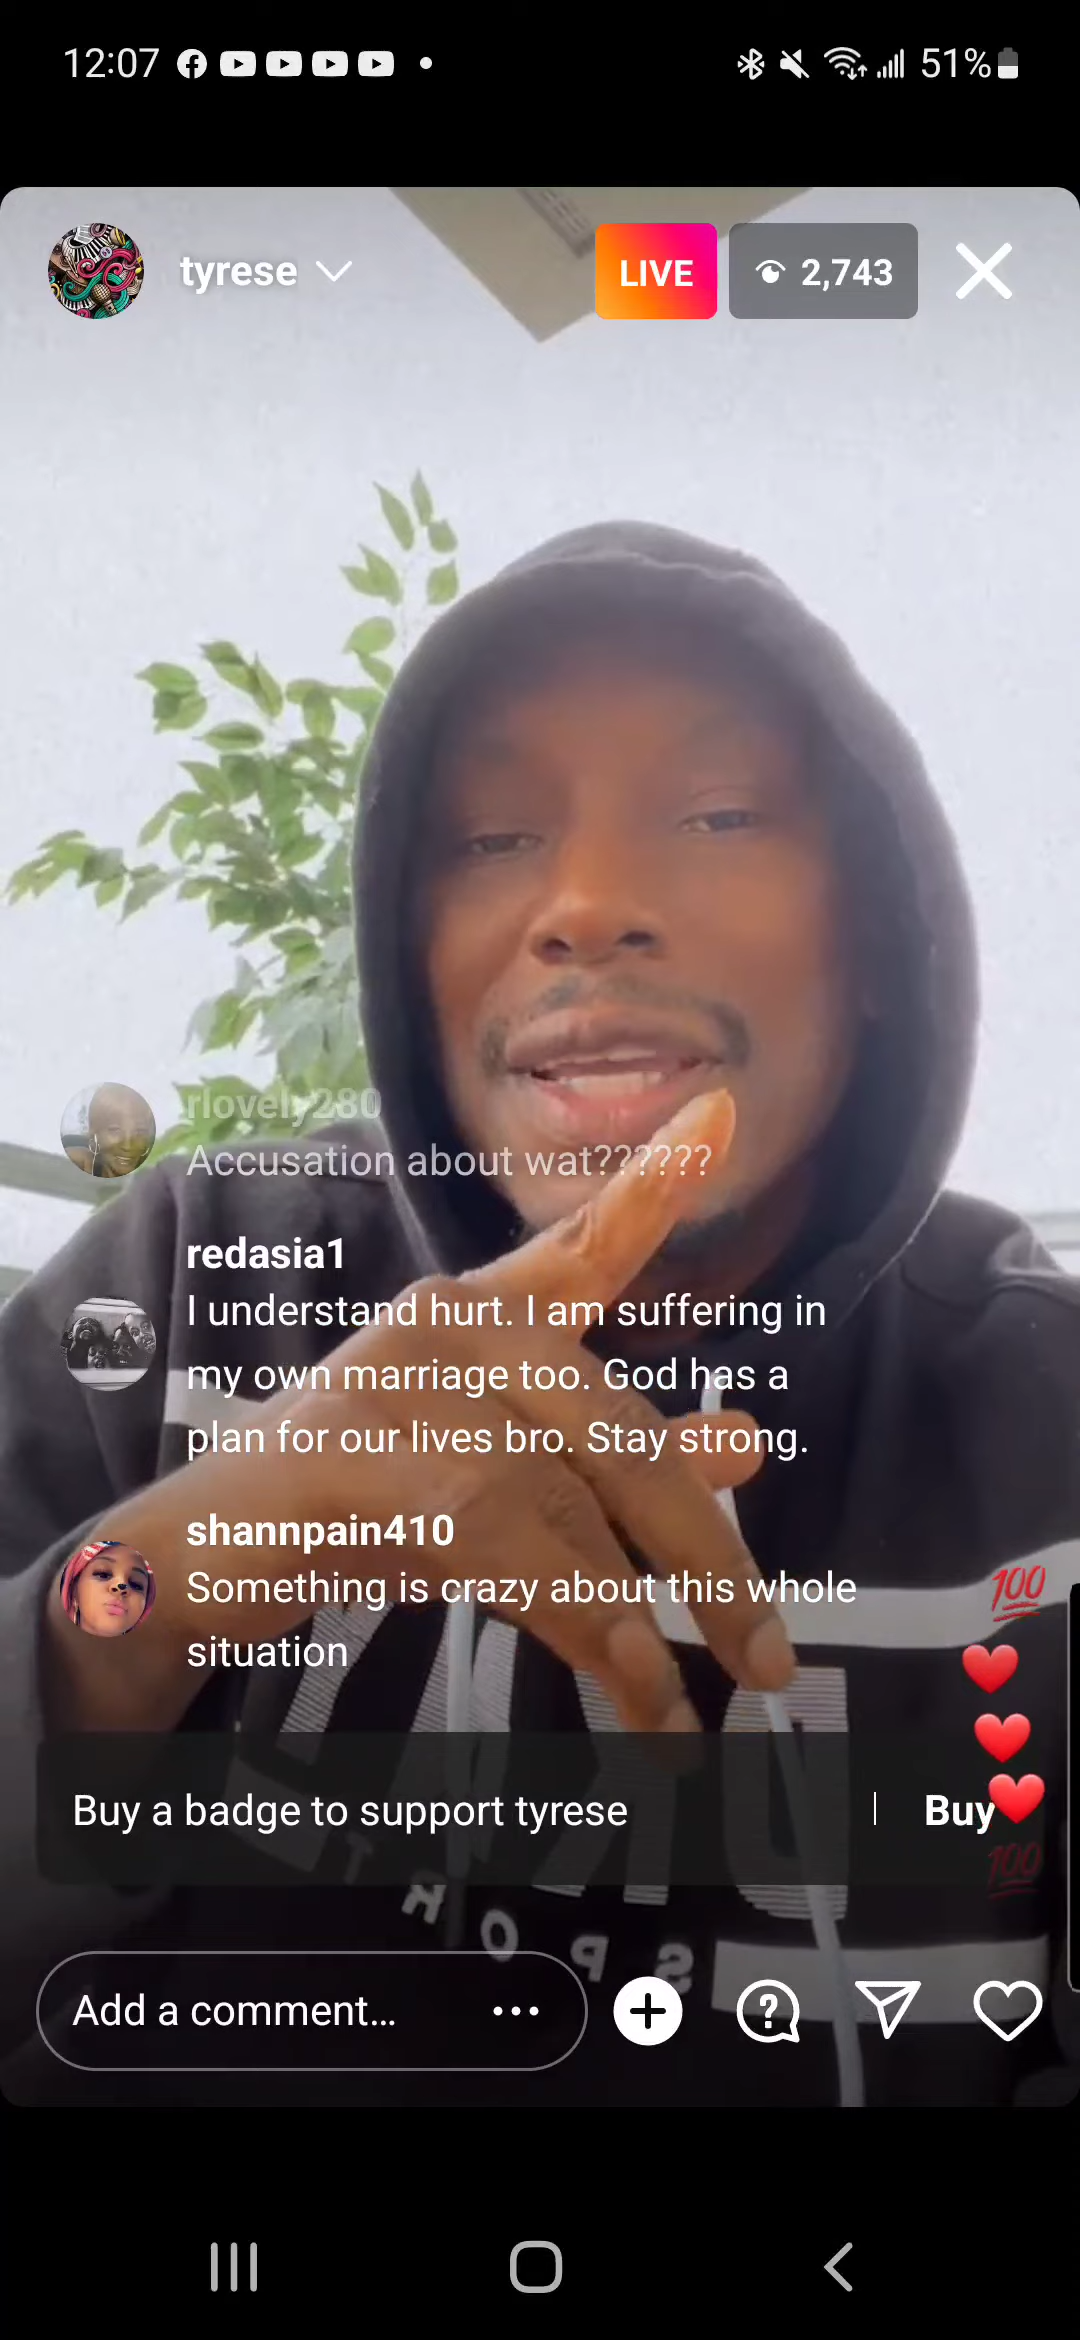 12:07
51%
tyrese
LIVE
2,743
rlovely280
Accusation about wat??????
redasia1
I understand hurt. I am suffering in
my own marriage too. God has a
plan for our lives bro. Stay strong.
shannpain410
Something is crazy about this whole
situation
💯
Buy a badge to support tyrese
Buy
💯
SPORT
Add a comment...